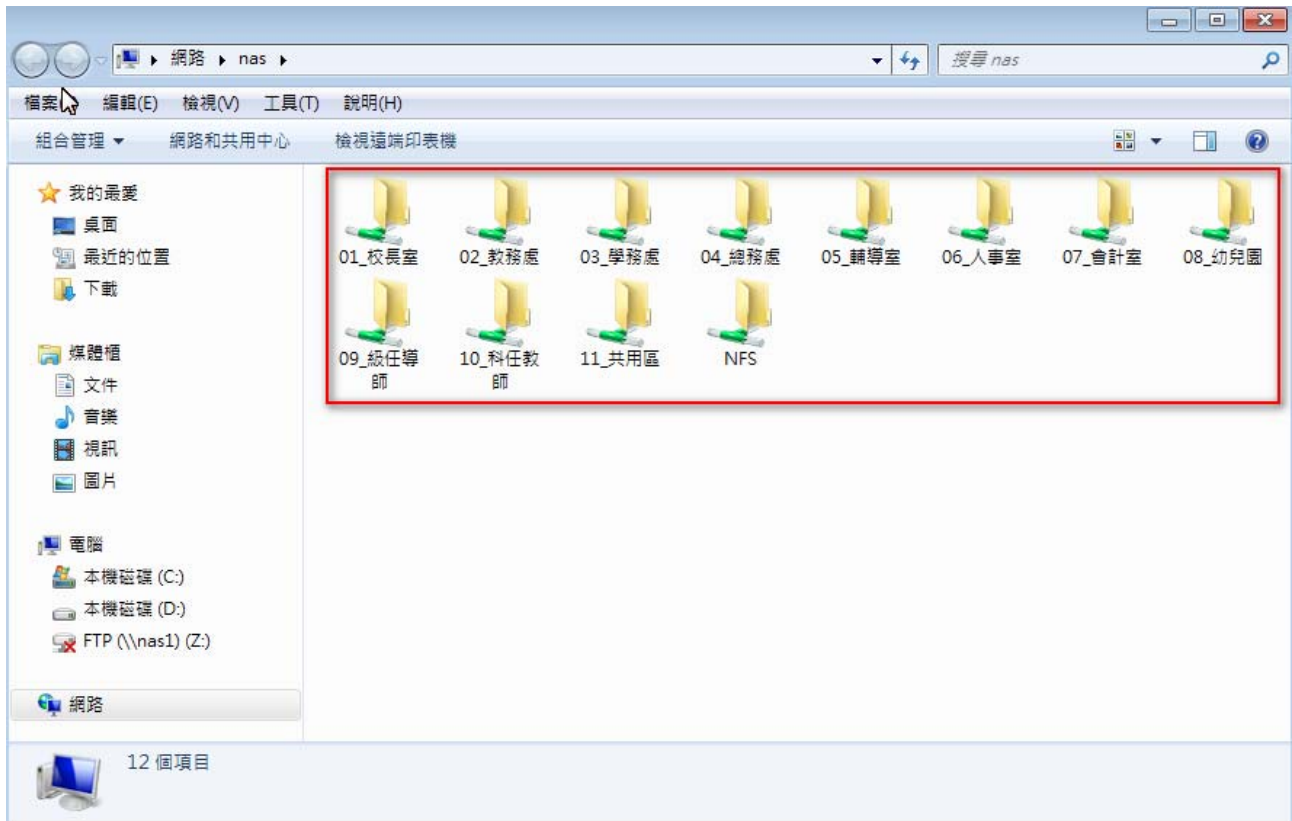 網路 nas 搜尋 nas
檔案 編輯(E) 檢視(V) 工具(T) 說明(H)
組合管理 網路和共用中心 檢視遠端印表機
我的最愛
桌面
最近的位置
下載
媒體櫃
文件
音樂
視訊
圖片
電腦
本機磁碟 (C:)
本機磁碟 (D:)
FTP (\\nas1) (Z:)
網路
01_校長室 02_教務處 03_學務處 04_總務處 05_輔導室 06_人事室 07_會計室 08_幼兒園
09_級任導 10_科任教 11_共用區 NFS
師 師
12 個項目